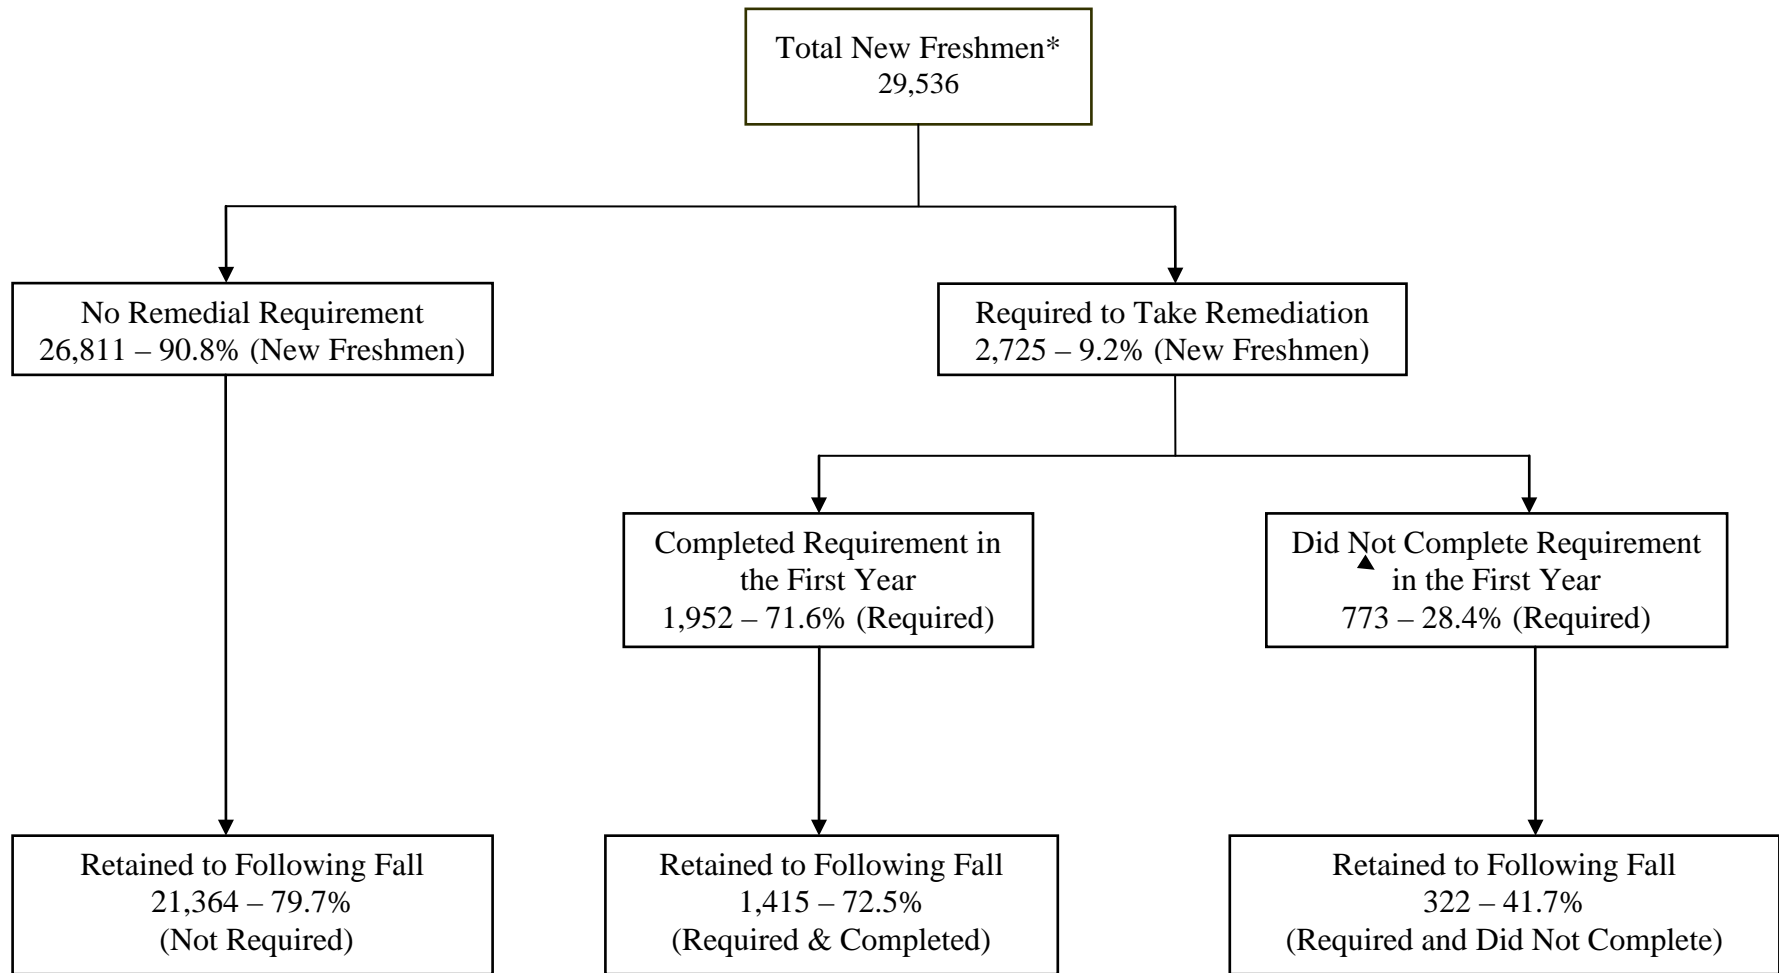 Total New Freshmen*
29,536
No Remedial Requirement
26,811 – 90.8% (New Freshmen)
Required to Take Remediation
2,725 – 9.2% (New Freshmen)
Completed Requirement in
the First Year
1,952 – 71.6% (Required)
Did Not Complete Requirement
in the First Year
773 – 28.4% (Required)
Retained to Following Fall
21,364 – 79.7%
(Not Required)
Retained to Following Fall
1,415 – 72.5%
(Required & Completed)
Retained to Following Fall
322 – 41.7%
(Required and Did Not Complete)